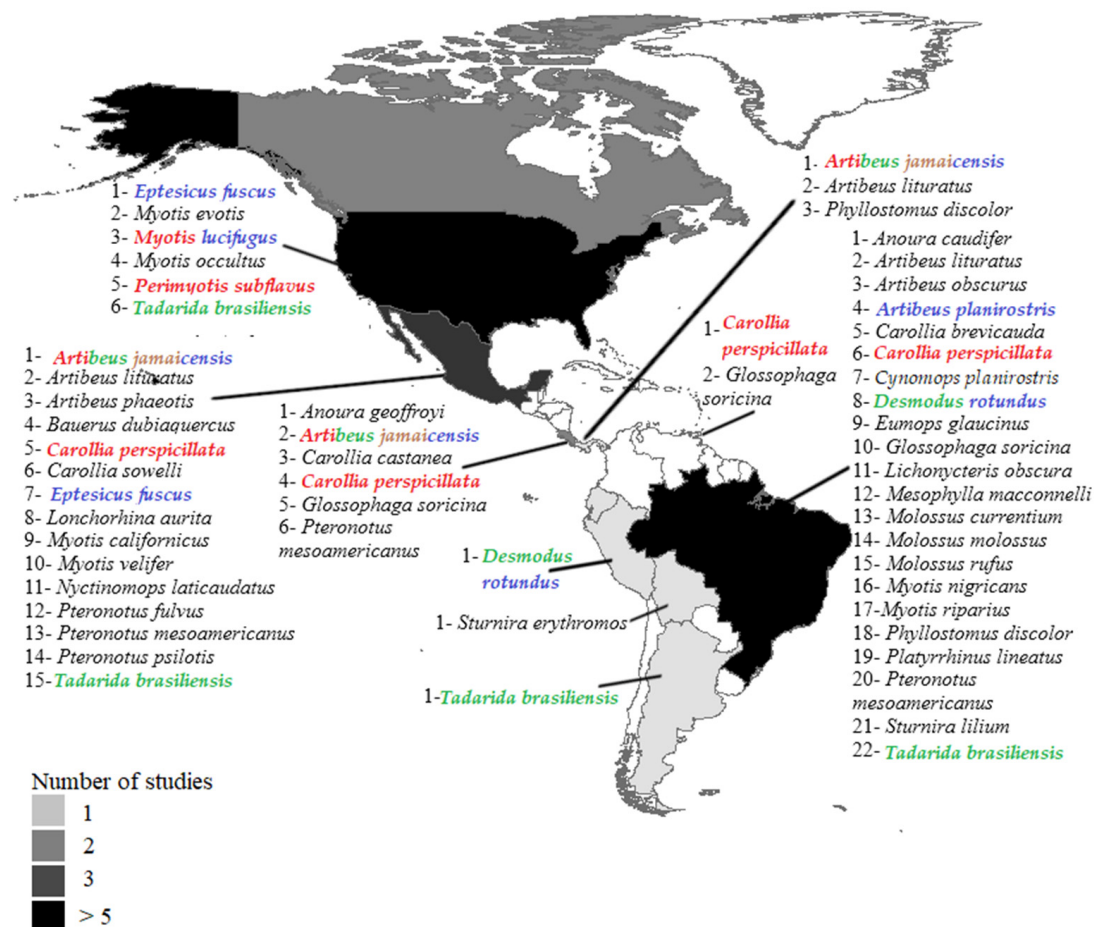 1- Eptesicus fuscus
2- Myotis evotis
3- Myotis lucifugus
4- Myotis occultus
5- Perimyotis subflavus
6- Tadarida brasiliensis
1- Artibeus jamaicensis
2- Artibeus lituratus
3- Artibeus phaeotis
4- Bauerus dubiaquercus
5- Carollia perspicillata
6- Carollia sowelli
7- Eptesicus fuscus
8- Lonchorhina aurita
9- Myotis californicus
10- Myotis velifer
11- Nyctinomops laticaudatus
12- Pteronotus fulvus
13- Pteronotus mesoamericanus
14- Pteronotus psilotis
15- Tadarida brasiliensis
1- Anoura geoffroyi
2- Artibeus jamaicensis
3- Carollia castanea
4- Carollia perspicillata
5- Glossophaga soricina
6- Pteronotus
mesoamericanus
1- Artibeus jamaicensis
2- Artibeus lituratus
3- Phyllostomus discolor
1- Carollia
perspicillata
2- Glossophaga
soricina
1- Desmodus
rotundus
1- Sturnira erythromos
1-Tadarida brasiliensis
1- Anoura caudifer
2- Artibeus lituratus
3- Artibeus obscurus
4- Artibeus planirostris
5- Carollia brevicauda
6- Carollia perspicillata
7- Cynomops planirostris
8- Desmodus rotundus
9- Eumops glaucinus
10- Glossophaga soricina
11- Lichonycteris obscura
12- Mesophylla macconnelli
13- Molossus currentium
14- Molossus molossus
15- Molossus rufus
16- Myotis nigricans
17-Myotis riparius
18- Phyllostomus discolor
19- Platyrrhinus lineatus
20- Pteronotus
mesoamericanus
21- Sturnira lilium
22- Tadarida brasiliensis
Number of studies
1
2
3
> 5